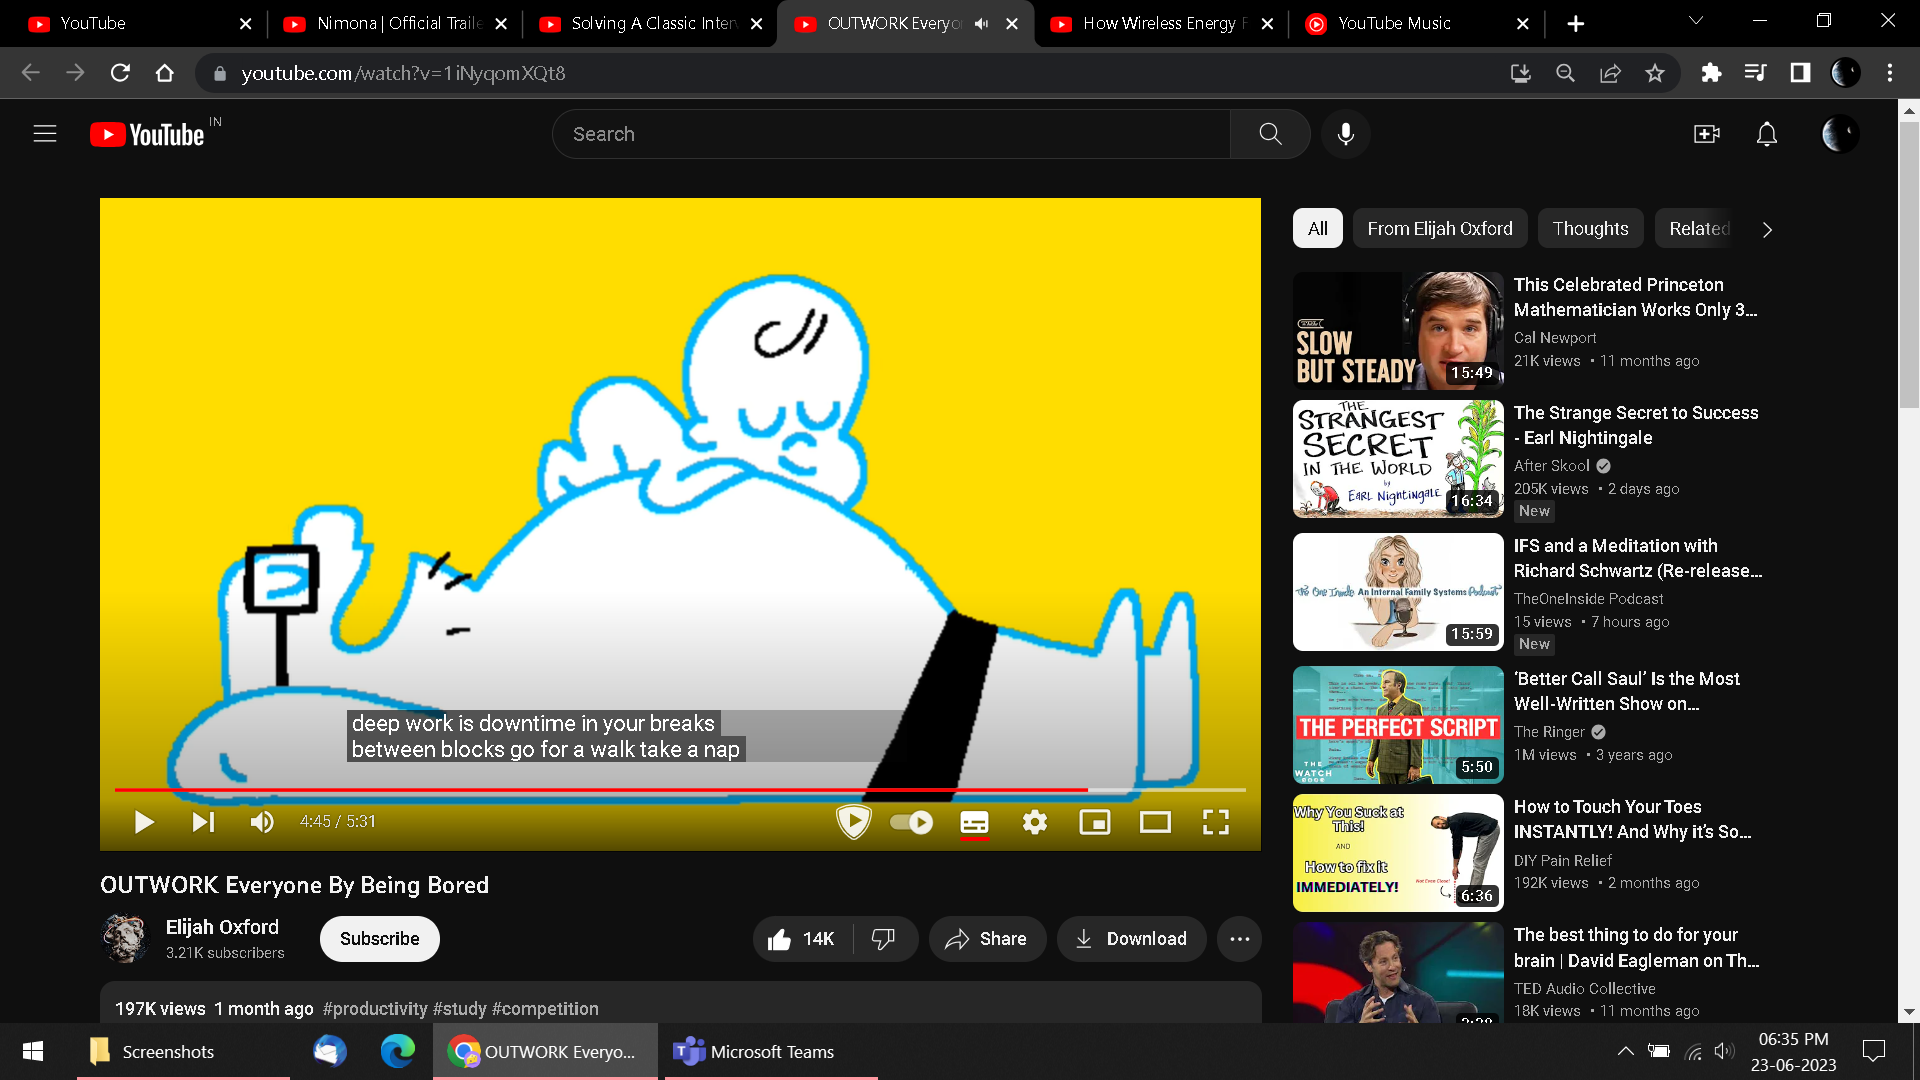 YouTube
Nimona | Official Traile
Solving A Classic Inter
OUTWORK Everyo
How Wireless Energy F
YouTube Music
youtube.com/watch?v=1iNyqomXQt8
YouTube IN
Search
All
From Elijah Oxford
Thoughts
Related
SLOW
BUT STEADY
15:49
This Celebrated Princeton
Mathematician Works Only 3...
Cal Newport
21K views • 11 months ago
THE
STRANGEST
SECRET
IN THE WORLD
by
EARL NIGHTINGALE
16:34
The Strange Secret to Success
- Earl Nightingale
After Skool
205K views • 2 days ago
New
The One Inside An Internal Family Systems Podcast
15:59
IFS and a Meditation with
Richard Schwartz (Re-release...
TheOneInside Podcast
15 views • 7 hours ago
New
THE PERFECT SCRIPT
THE
WATCH
5:50
‘Better Call Saul’ Is the Most
Well-Written Show on...
The Ringer
1M views • 3 years ago
Why You Suck at
This!
AND
How to fix it
IMMEDIATELY!
Not Even Close!
6:36
How to Touch Your Toes
INSTANTLY! And Why it's So...
DIY Pain Relief
192K views • 2 months ago
The best thing to do for your
brain | David Eagleman on Th...
TED Audio Collective
18K views • 11 months ago
deep work is downtime in your breaks
between blocks go for a walk take a nap
4:45 / 5:31
OUTWORK Everyone By Being Bored
Elijah Oxford
3.21K subscribers
Subscribe
14K
Share
Download
197K views 1 month ago #productivity #study #competition
Screenshots
OUTWORK Everyo...
Microsoft Teams
06:35 PM
23-06-2023